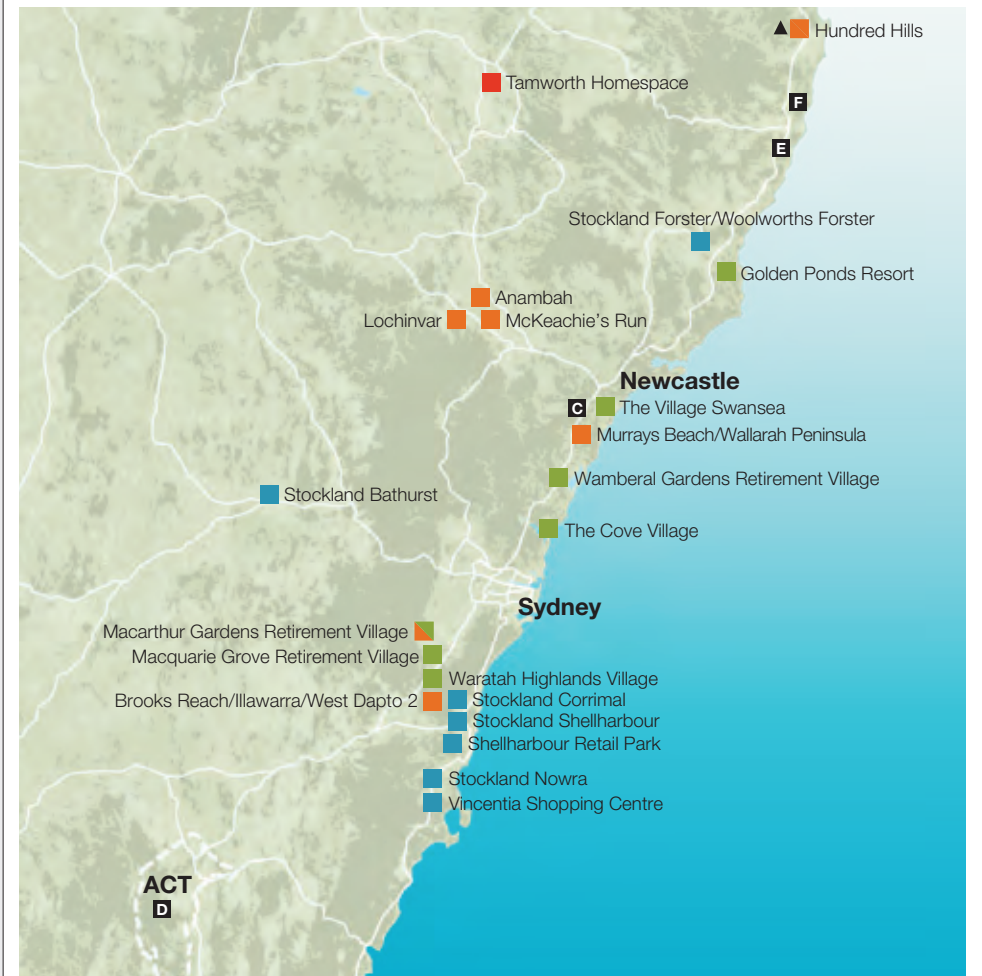 ▲ Hundred Hills
Tamworth Homespace
F
E
Stockland Forster/Woolworths Forster
Golden Ponds Resort
Anambah
Lochinvar
McKeachie's Run
Newcastle
C
The Village Swansea
Murrays Beach/Wallarah Peninsula
Wamberal Gardens Retirement Village
Stockland Bathurst
The Cove Village
Sydney
Macarthur Gardens Retirement Village
Macquarie Grove Retirement Village
Waratah Highlands Village
Brooks Reach/Illawarra/West Dapto 2
Stockland Corrimal
Stockland Shellharbour
Shellharbour Retail Park
Stockland Nowra
Vincentia Shopping Centre
ACT
D